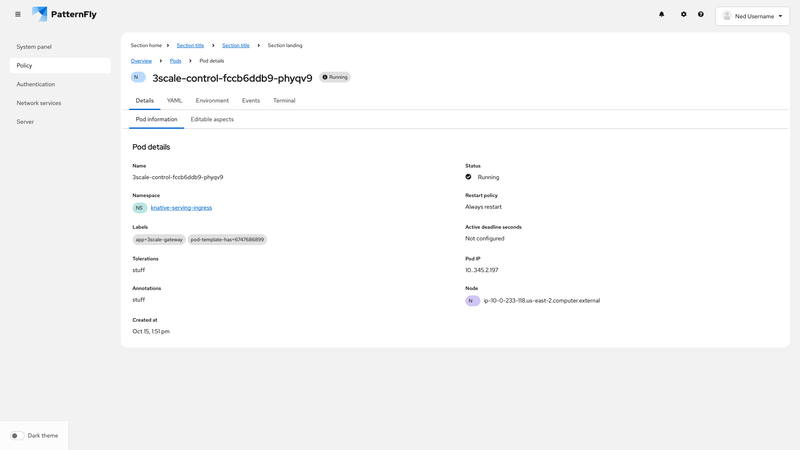 PatternFly
Ned Username
System panel
Policy
Authentication
Network services
Server
Section home Section title Section title Section landing
Overview Pods Pod details
N 3scale-control-fccb6ddb9-phyqv9 Running
Details YAML Environment Events Terminal
Pod information Editable aspects
Pod details
Name
3scale-control-fccb6ddb9-phyqv9
Namespace
NS knative-serving-ingress
Labels
app=3scale-gateway pod-template-has=6747686899
Tolerations
stuff
Annotations
stuff
Created at
Oct 15, 1:51 pm
Status
Running
Restart policy
Always restart
Active deadline seconds
Not configured
Pod IP
10..345.2.197
Node
N ip-10-0-233-118.us-east-2.computer.external
Dark theme